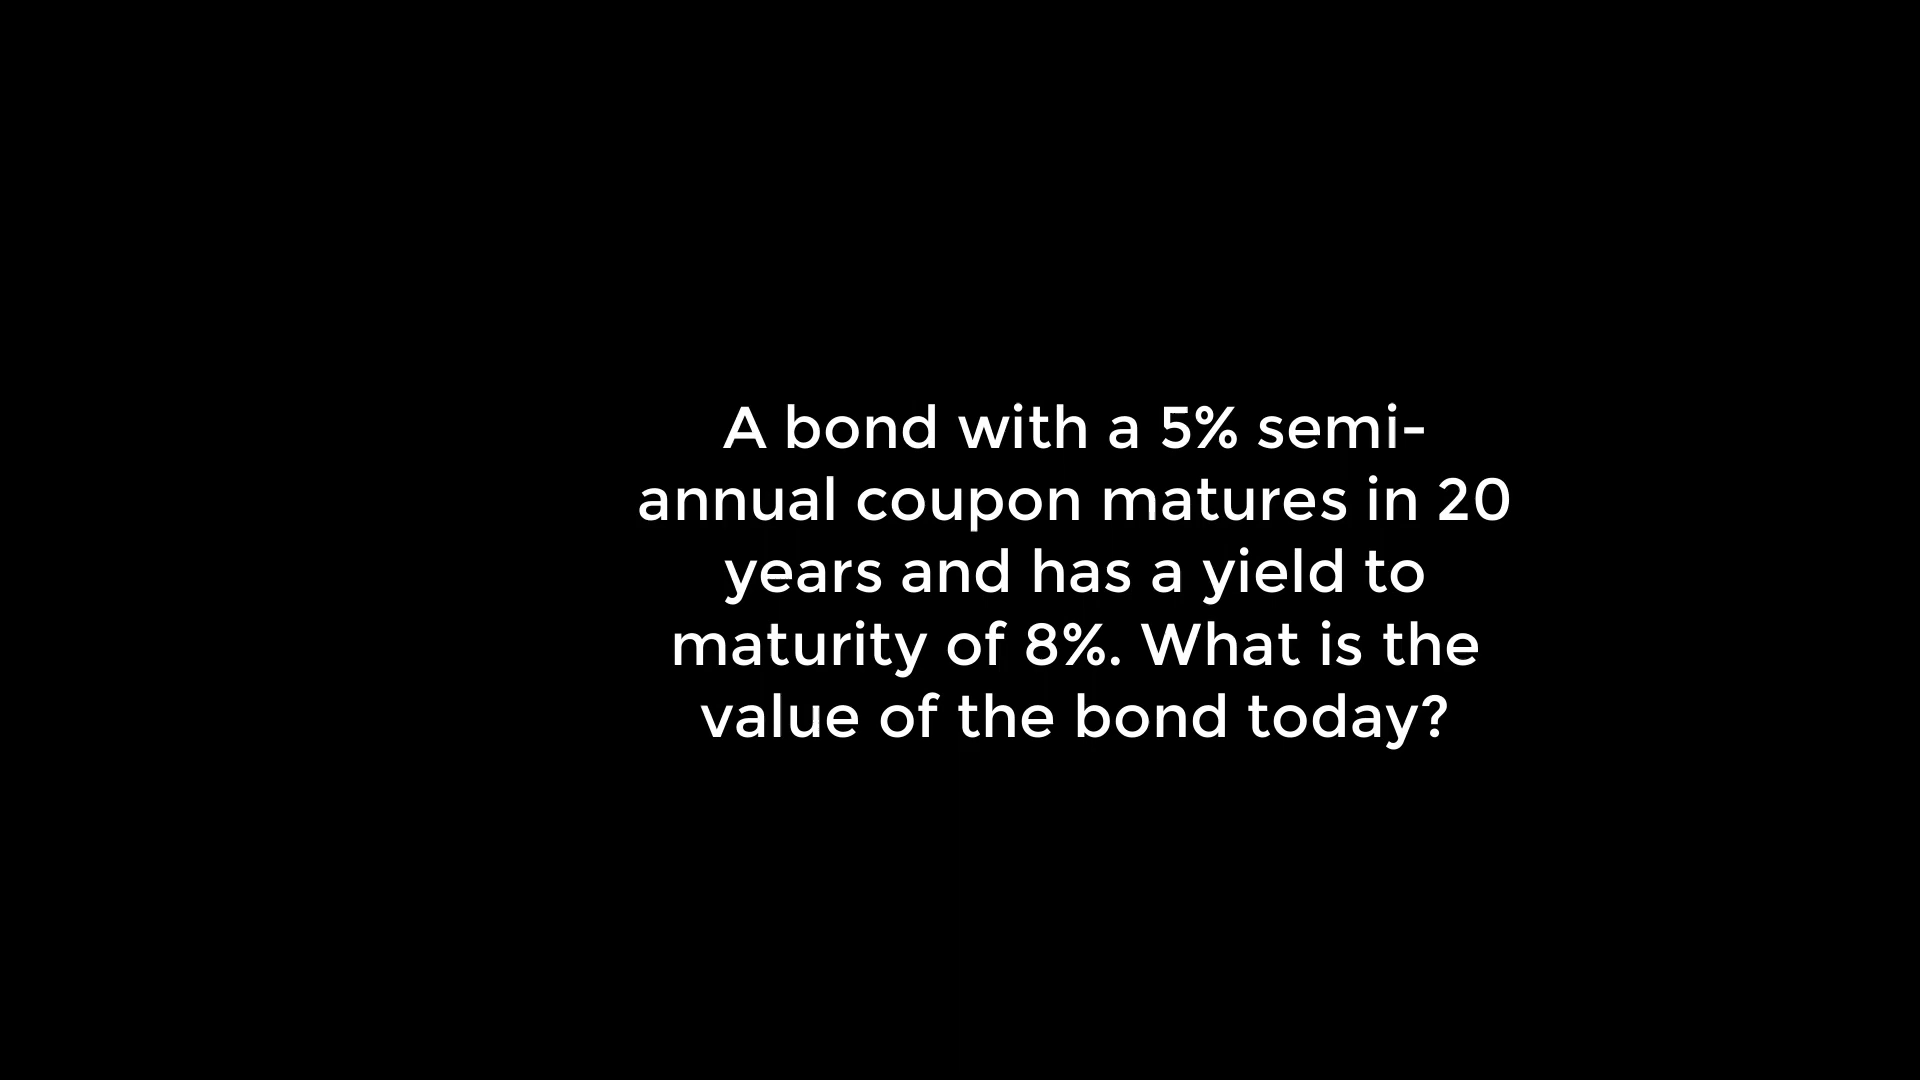 A bond with a 5% semi-
annual coupon matures in 20
years and has a yield to
maturity of 8%. What is the
value of the bond today?